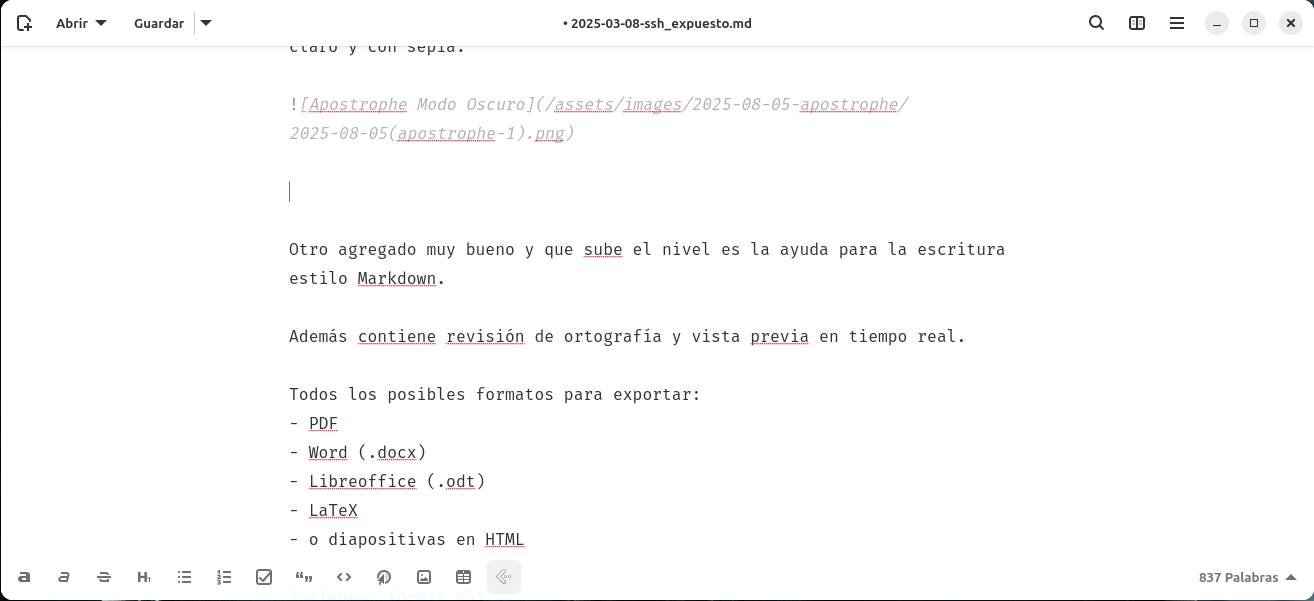 Abrir
Guardar
• 2025-03-08-ssh_expuesto.md
claro y con sepia.
![Apostrophe Modo Oscuro](/assets/images/2025-08-05-apostrophe/
2025-08-05(apostrophe-1).png)
Otro agregado muy bueno y que sube el nivel es la ayuda para la escritura
estilo Markdown.
Además contiene revisión de ortografía y vista previa en tiempo real.
Todos los posibles formatos para exportar:
- PDF
- Word (.docx)
- Libreoffice (.odt)
- LaTeX
- o diapositivas en HTML
Y algunas formas más
837 Palabras